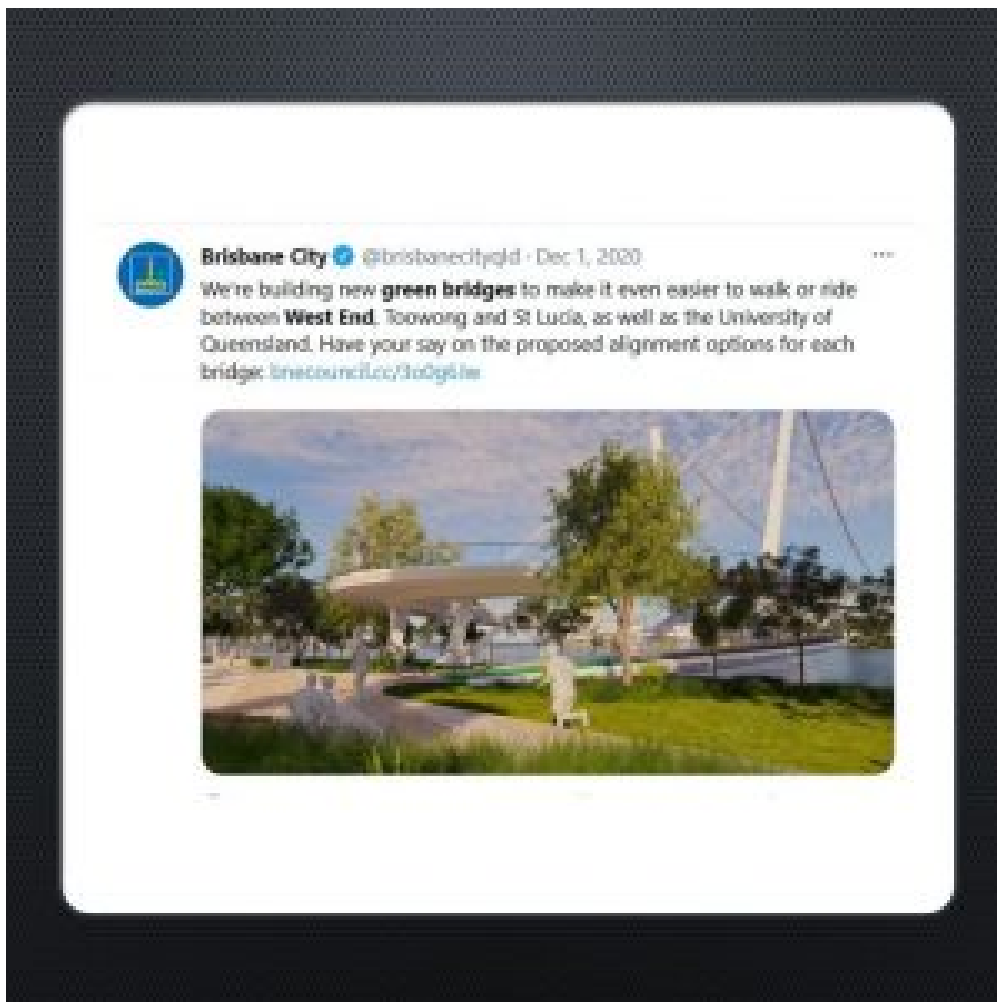 Brisbane City @brisbanecityqld · Dec 1, 2020
We're building new green bridges to make it even easier to walk or ride
between West End, Toowong and St Lucia, as well as the University of
Queensland. Have your say on the proposed alignment options for each
bridge: